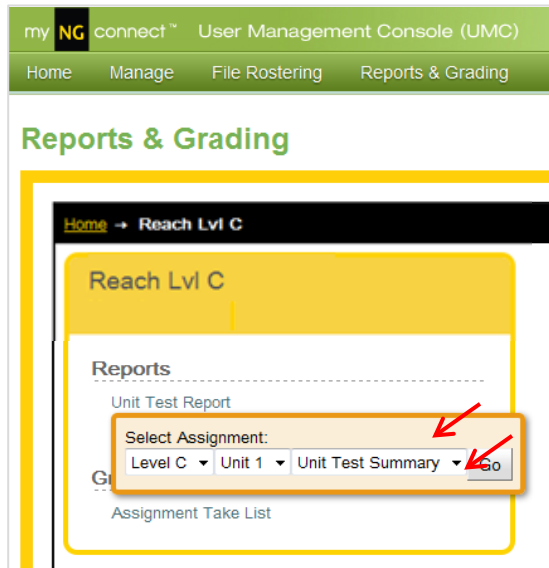 my NG connect™ User Management Console (UMC)
Home Manage File Rostering Reports & Grading
Reports & Grading
Home → Reach Lvl C
Reach Lvl C
Reports
Unit Test Report
Select Assignment:
Level C Unit 1 Unit Test Summary Go
Assignment Take List